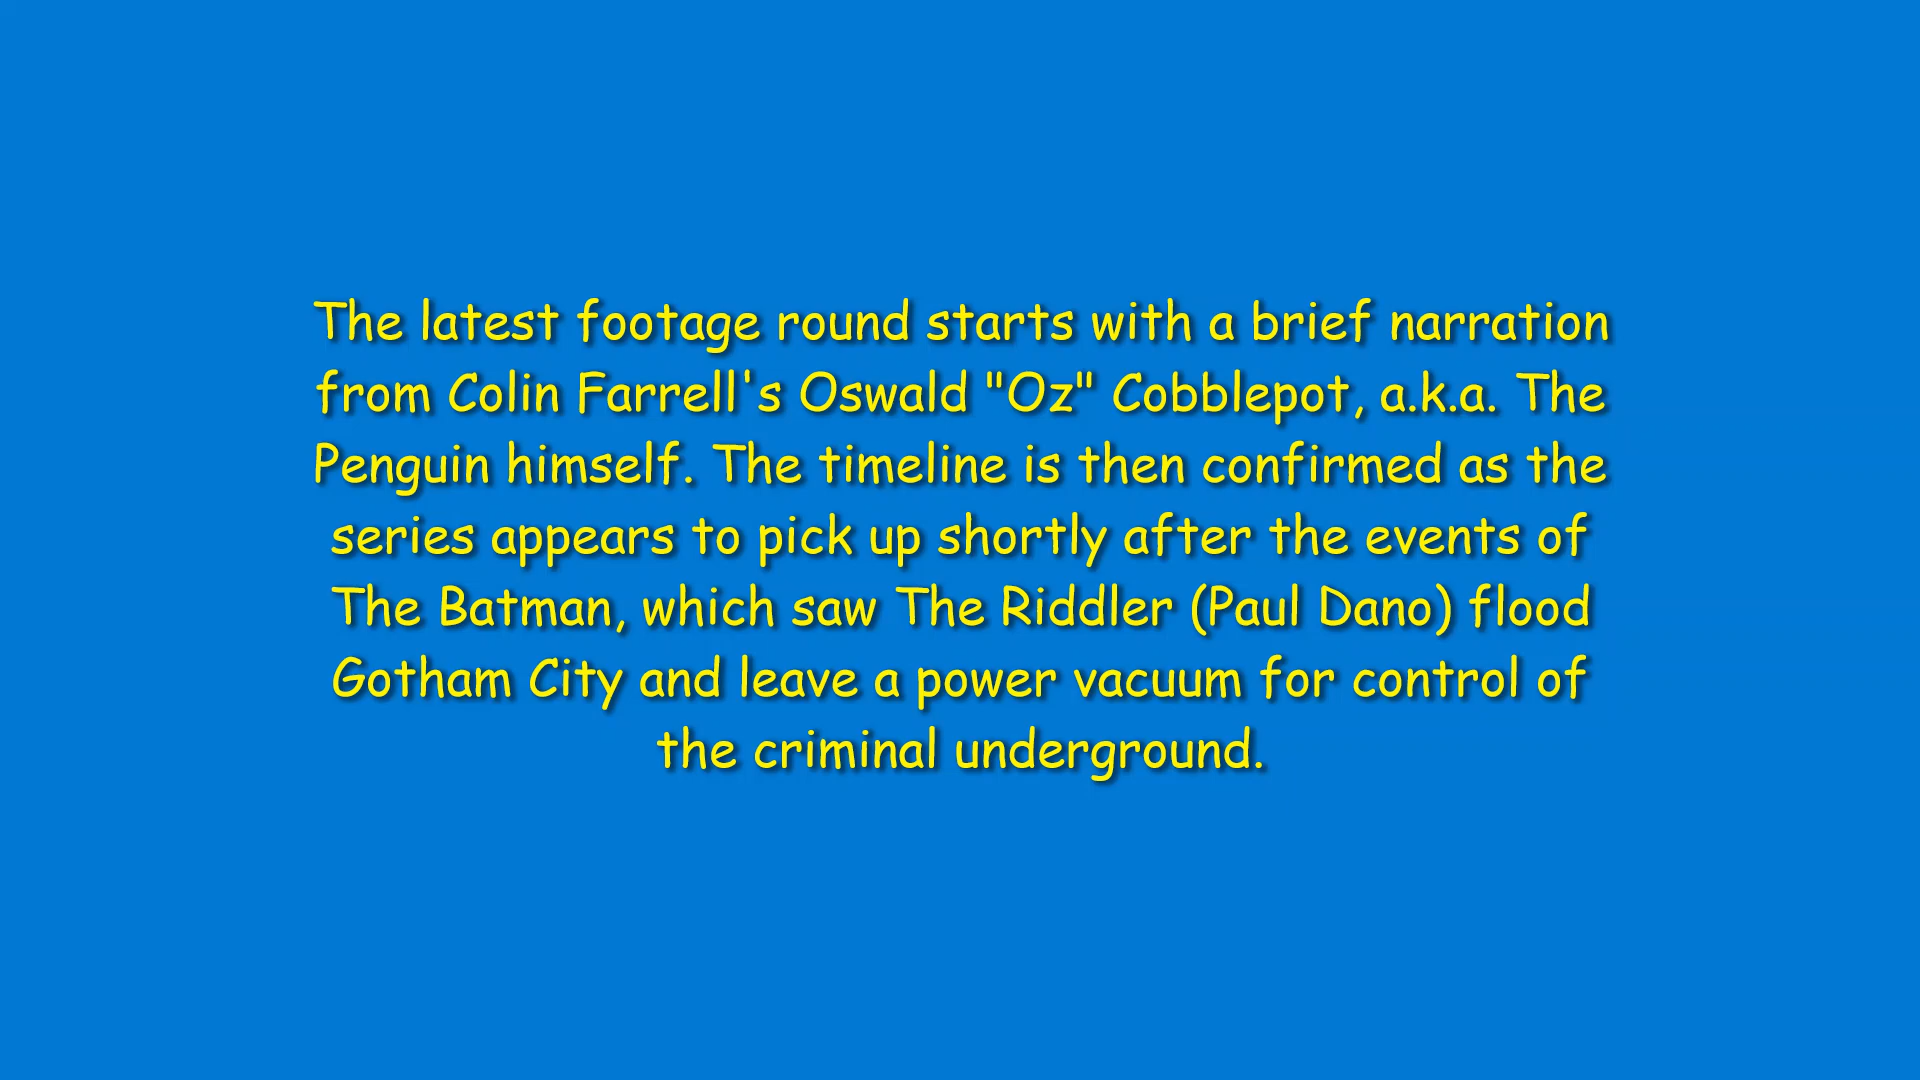 The latest footage round starts with a brief narration
from Colin Farrell's Oswald "Oz" Cobblepot, a.k.a. The
Penguin himself. The timeline is then confirmed as the
series appears to pick up shortly after the events of
The Batman, which saw The Riddler (Paul Dano) flood
Gotham City and leave a power vacuum for control of
the criminal underground.